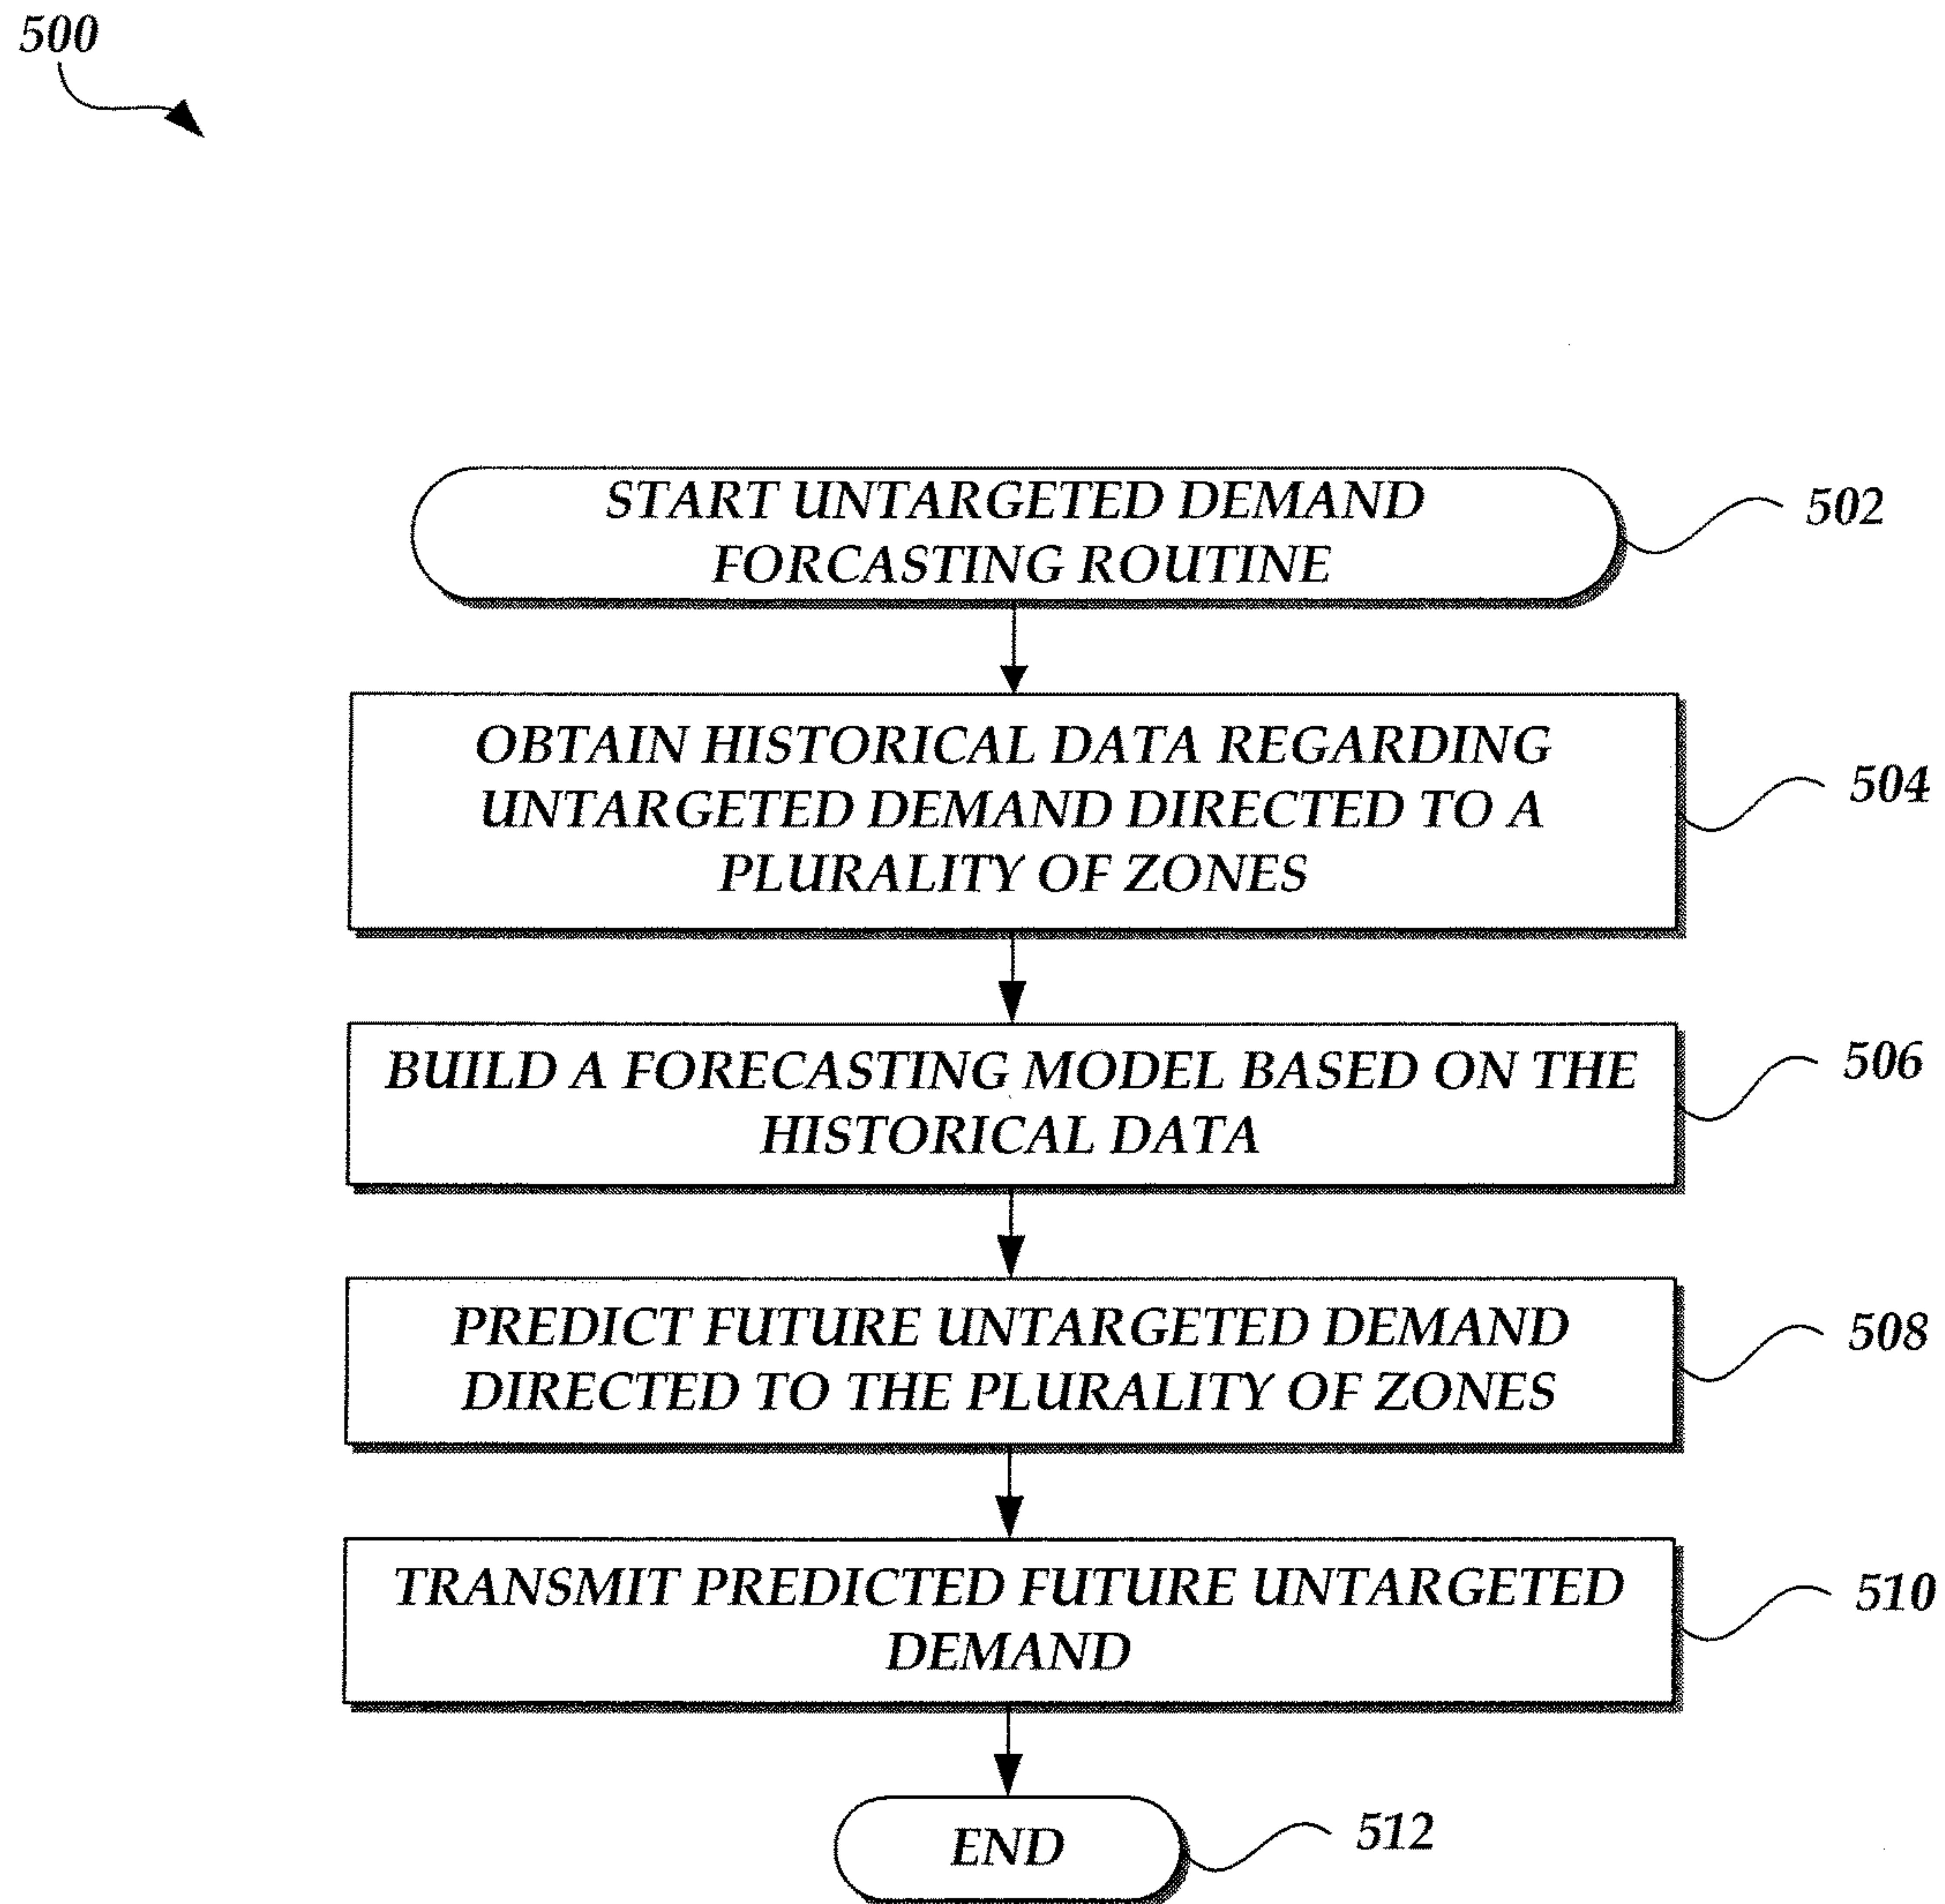 500
START UNTARGETED DEMAND
FORCASTING ROUTINE
502
OBTAIN HISTORICAL DATA REGARDING
UNTARGETED DEMAND DIRECTED TO A
PLURALITY OF ZONES
504
BUILD A FORECASTING MODEL BASED ON THE
HISTORICAL DATA
506
PREDICT FUTURE UNTARGETED DEMAND
DIRECTED TO THE PLURALITY OF ZONES
508
TRANSMIT PREDICTED FUTURE UNTARGETED
DEMAND
510
END
512